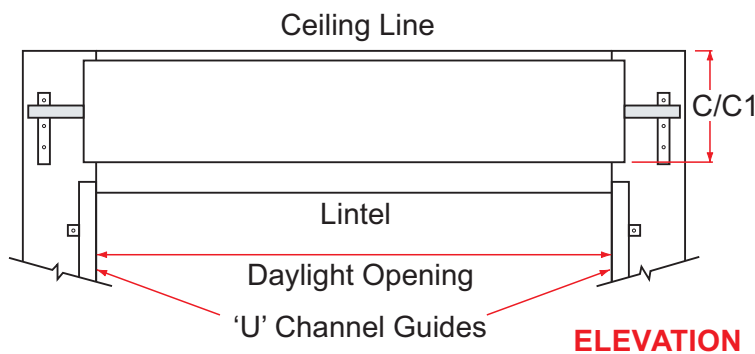 Ceiling Line
C/C1
Lintel
Daylight Opening
‘U’ Channel Guides
ELEVATION